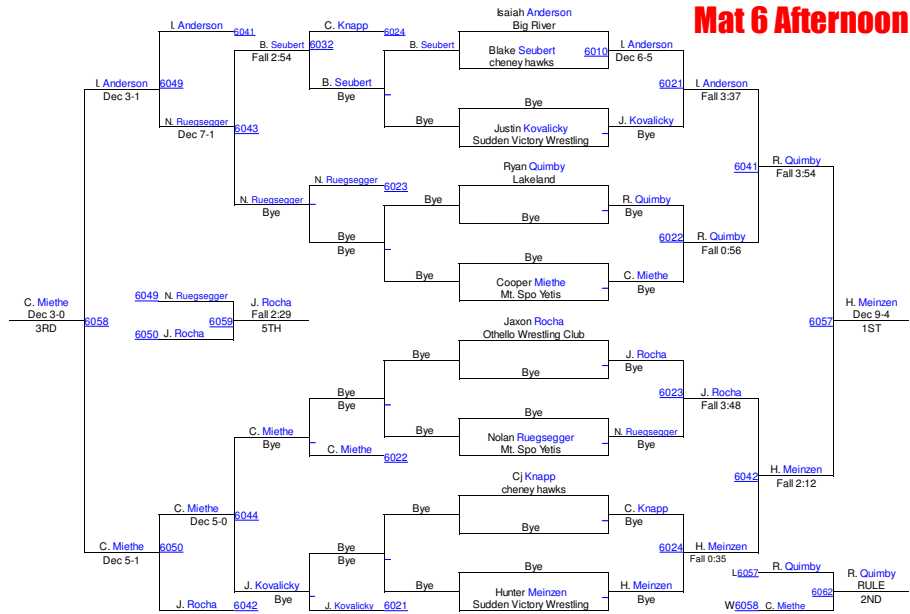 Mat 6 Afternoon
Isaiah Anderson
Big River
I. Anderson
6041
C. Knapp
6024
B. Seubert
6032
Fall 2:54
B. Seubert
Blake Seubert
6010
cheney hawks
I. Anderson
Dec 6-5
I. Anderson
6049
Dec 3-1
B. Seubert
Bye
6021
I. Anderson
Fall 3:37
Bye
N. Ruegsegger
6043
Dec 7-1
Bye
Justin Kovalicky
Sudden Victory Wrestling
J. Kovalicky
Bye
Ryan Quimby
Lakeland
6041
R. Quimby
Fall 3:54
N. Ruegsegger
6023
N. Ruegsegger
Bye
Bye
Bye
R. Quimby
Bye
Bye
Bye
6022
R. Quimby
Fall 0:56
Bye
Bye
Cooper Miethe
Mt. Spo Yetis
C. Miethe
Bye
C. Miethe
Dec 3-0
3RD
6058
6049
N. Ruegsegger
6059
6050
J. Rocha
J. Rocha
Fall 2:29
5TH
H. Meinzen
Dec 9-4
1ST
6057
Jaxon Rocha
Othello Wrestling Club
Bye
Bye
J. Rocha
Bye
Bye
Bye
6023
J. Rocha
Fall 3:48
Bye
C. Miethe
Bye
Bye
Nolan Ruegsegger
Mt. Spo Yetis
N. Ruegsegger
Bye
C. Miethe
6022
Cj Knapp
cheney hawks
6042
H. Meinzen
Fall 2:12
C. Miethe
6044
Dec 5-0
Bye
Bye
C. Knapp
Bye
C. Miethe
6050
Dec 5-1
Bye
Bye
6024
H. Meinzen
Fall 0:35
Bye
J. Kovalicky
Bye
Bye
Hunter Meinzen
Sudden Victory Wrestling
H. Meinzen
Bye
J. Rocha
6042
J. Kovalicky
6021
L6057
R. Quimby
6062
W6058
C. Miethe
R. Quimby
RULE
2ND